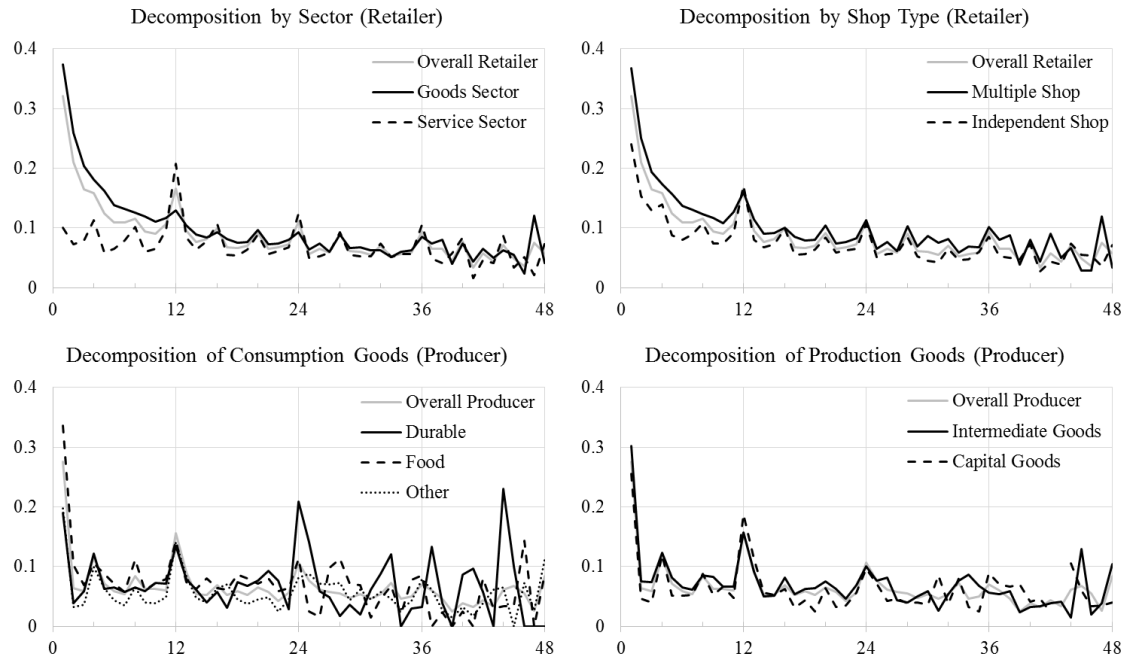 Decomposition by Sector (Retailer)
0.4
0.3
0.2
0.1
0
0
12
24
36
48
Overall Retailer
Goods Sector
Service Sector
Decomposition by Shop Type (Retailer)
0.4
0.3
0.2
0.1
0
0
12
24
36
48
Overall Retailer
Multiple Shop
Independent Shop
Decomposition of Consumption Goods (Producer)
0.4
0.3
0.2
0.1
0
0
12
24
36
48
Overall Producer
Durable
Food
Other
Decomposition of Production Goods (Producer)
0.4
0.3
0.2
0.1
0
0
12
24
36
48
Overall Producer
Intermediate Goods
Capital Goods